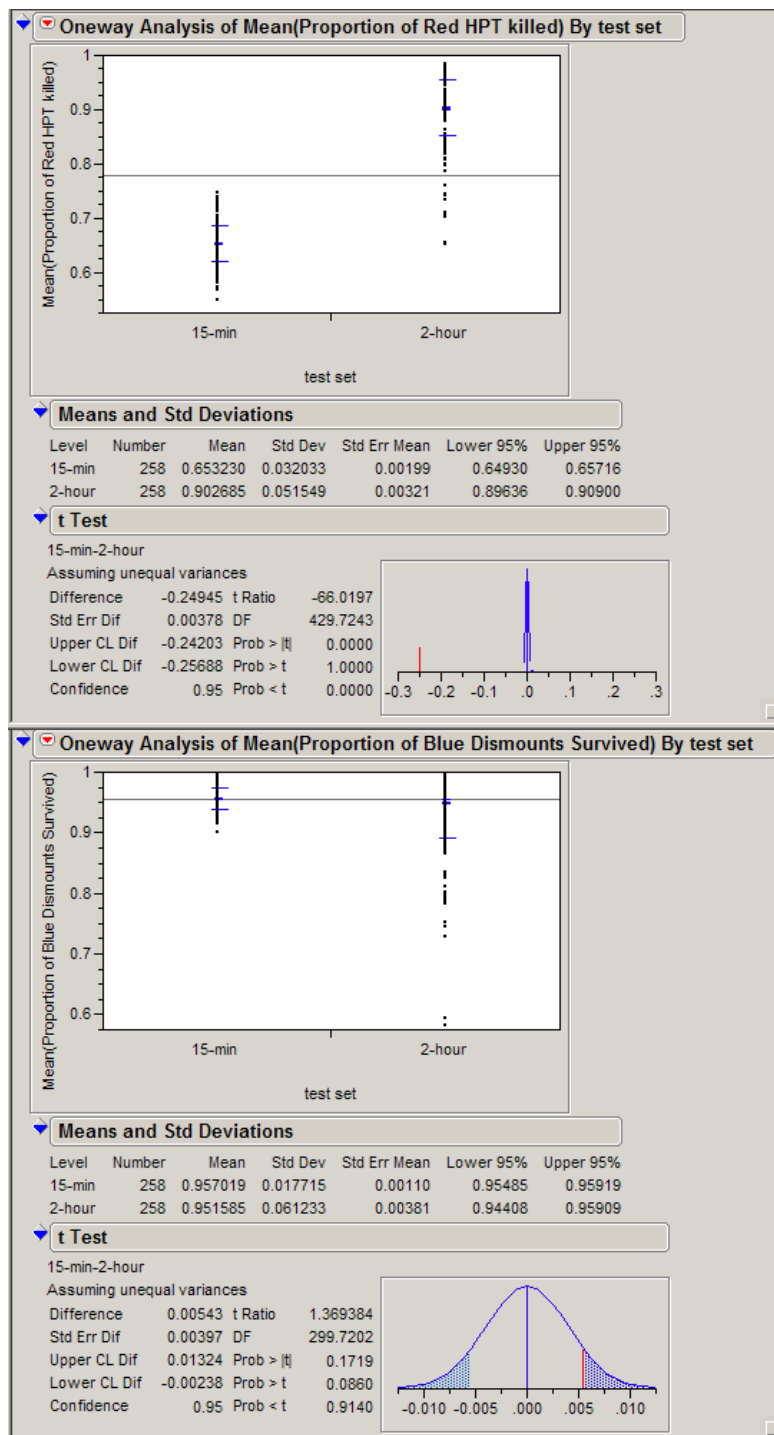 Oneway Analysis of Mean(Proportion of Red HPT killed) By test set
Mean(Proportion of Red HPT killed)
1
0.9
0.8
0.7
0.6
15-min 2-hour
test set
Means and Std Deviations
Level Number Mean Std Dev Std Err Mean Lower 95% Upper 95%
15-min 258 0.653230 0.032033 0.00199 0.64930 0.65716
2-hour 258 0.902685 0.051549 0.00321 0.89636 0.90900
t Test
15-min-2-hour
Assuming unequal variances
Difference -0.24945 t Ratio -66.0197
Std Err Dif 0.00378 DF 429.7243
Upper CL Dif -0.24203 Prob > |t| 0.0000
Lower CL Dif -0.25688 Prob > t 1.0000
Confidence 0.95 Prob < t 0.0000
-0.3 -0.2 -0.1 .0 .1 .2 .3
Oneway Analysis of Mean(Proportion of Blue Dismounts Survived) By test set
Mean(Proportion of Blue Dismounts Survived)
1
0.9
0.8
0.7
0.6
15-min 2-hour
test set
Means and Std Deviations
Level Number Mean Std Dev Std Err Mean Lower 95% Upper 95%
15-min 258 0.957019 0.017715 0.00110 0.95485 0.95919
2-hour 258 0.951585 0.061233 0.00381 0.94408 0.95909
t Test
15-min-2-hour
Assuming unequal variances
Difference 0.00543 t Ratio 1.369384
Std Err Dif 0.00397 DF 299.7202
Upper CL Dif 0.01324 Prob > |t| 0.1719
Lower CL Dif -0.00238 Prob > t 0.0860
Confidence 0.95 Prob < t 0.9140
-0.010 -0.005 .000 .005 .010